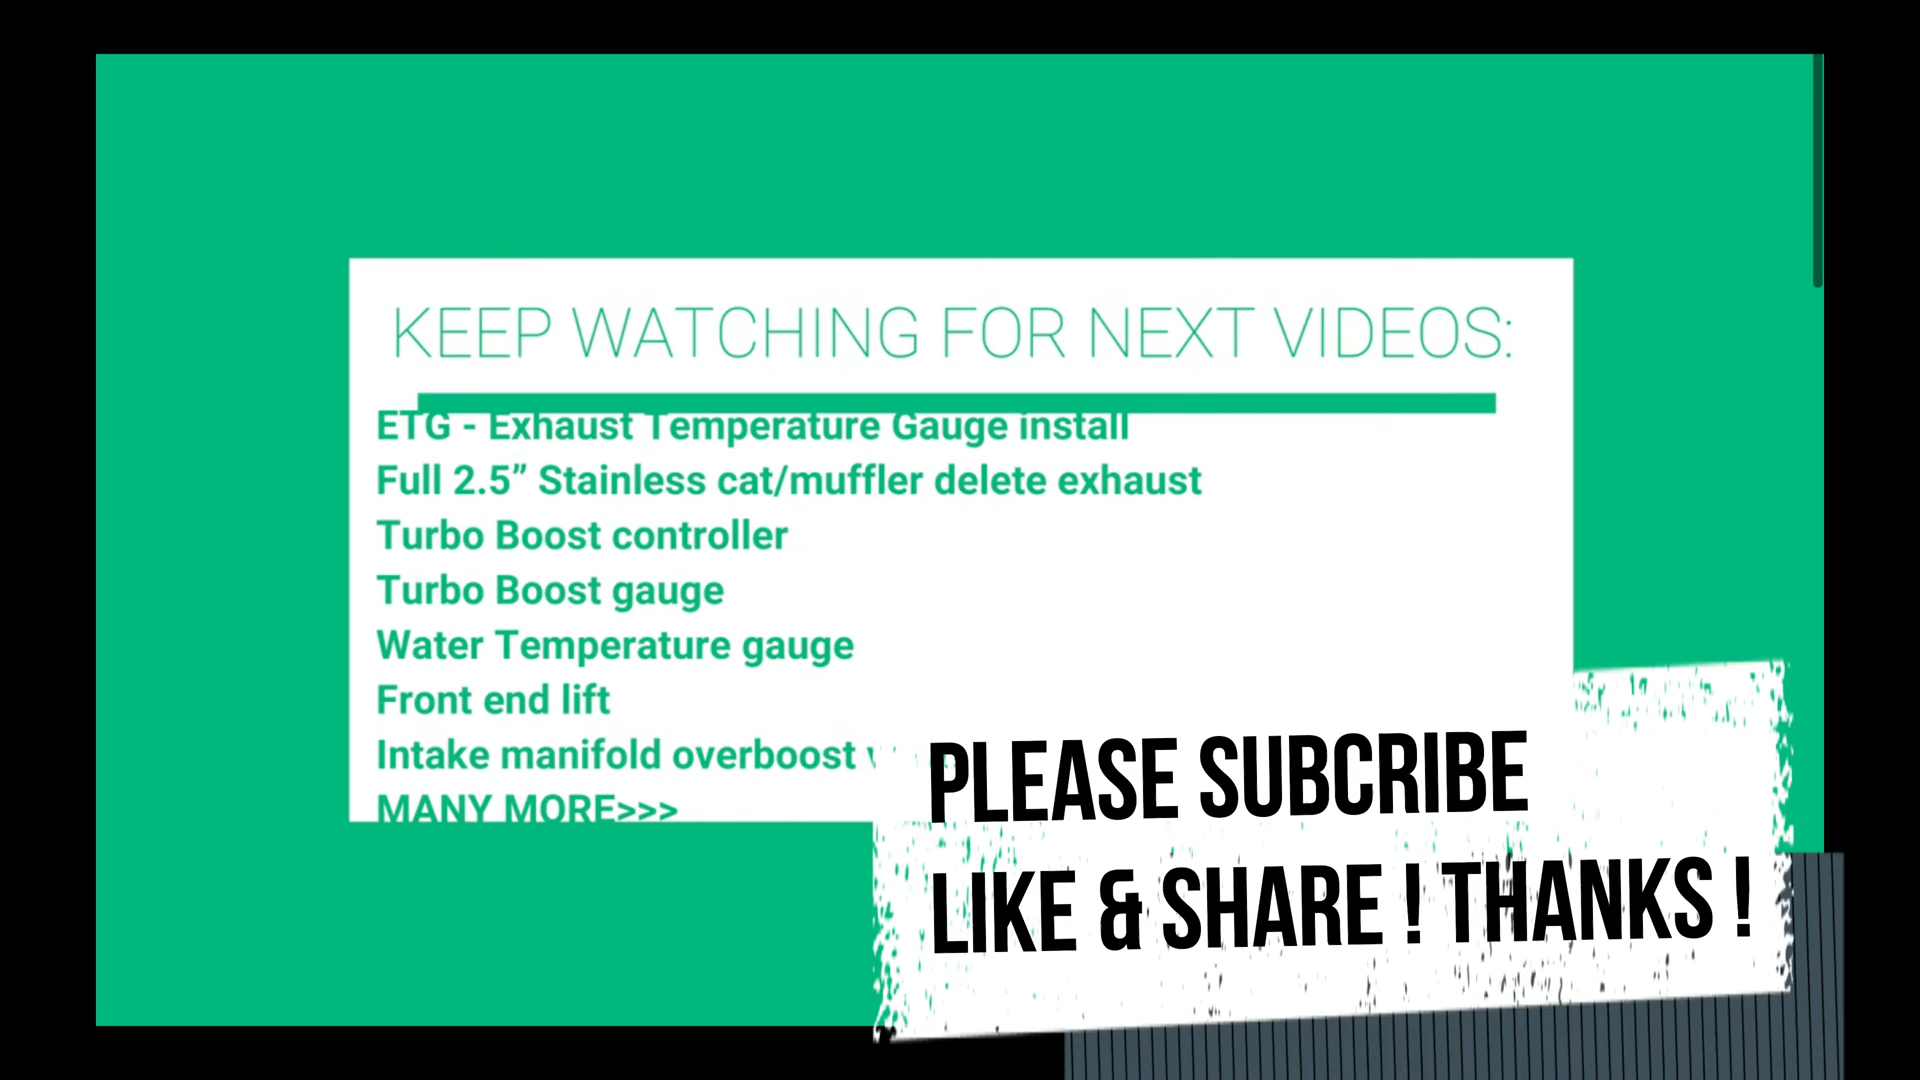 KEEP WATCHING FOR NEXT VIDEOS:
ETG - Exhaust Temperature Gauge install
Full 2.5” Stainless cat/muffler delete exhaust
Turbo Boost controller
Turbo Boost gauge
Water Temperature gauge
Front end lift
Intake manifold overboost
MANY MORE>>>
PLEASE SUBCRIBE
LIKE & SHARE ! THANKS !